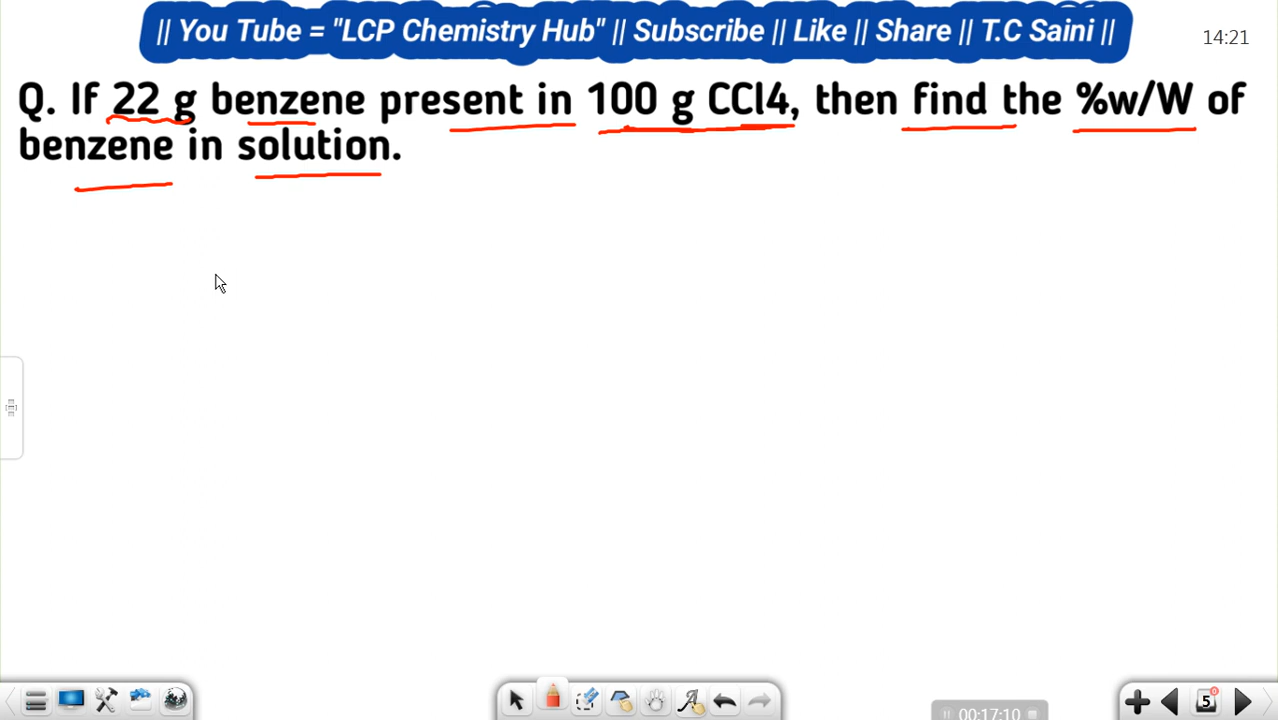 || You Tube = "LCP Chemistry Hub" || Subscribe || Like || Share || T.C Saini ||
14:21
Q. If 22 g benzene present in 100 g CCl4, then find the %w/W of
benzene in solution.
00:17:10
5